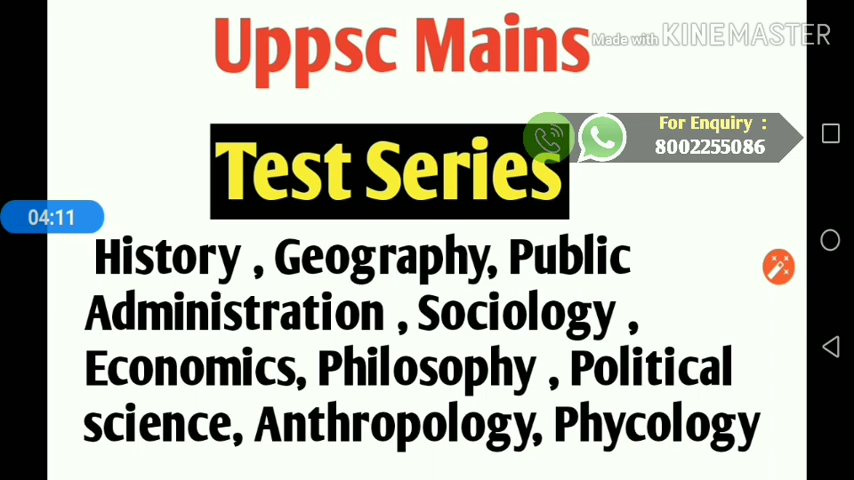 Uppsc Mains
Made with KINEMASTER
For Enquiry :
8002255086
Test Series
04:11
History , Geography, Public
Administration , Sociology ,
Economics, Philosophy , Political
science, Anthropology, Phycology